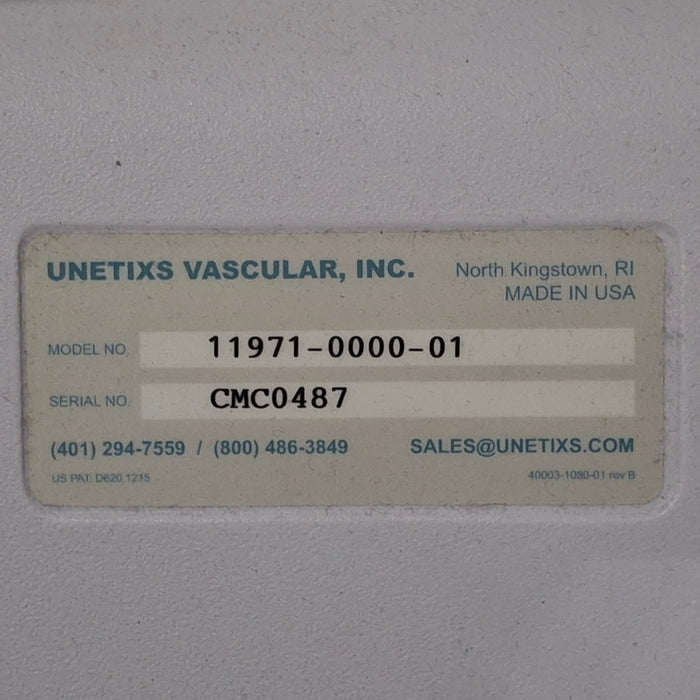 UNETIXS VASCULAR, INC. North Kingstown, RI
MADE IN USA
MODEL NO. 11971-0000-01
SERIAL NO. CMC0487
(401) 294-7559 / (800) 486-3849 SALES@UNETIXS.COM
US PAT: D620,1215 40003-1080-01 rev B